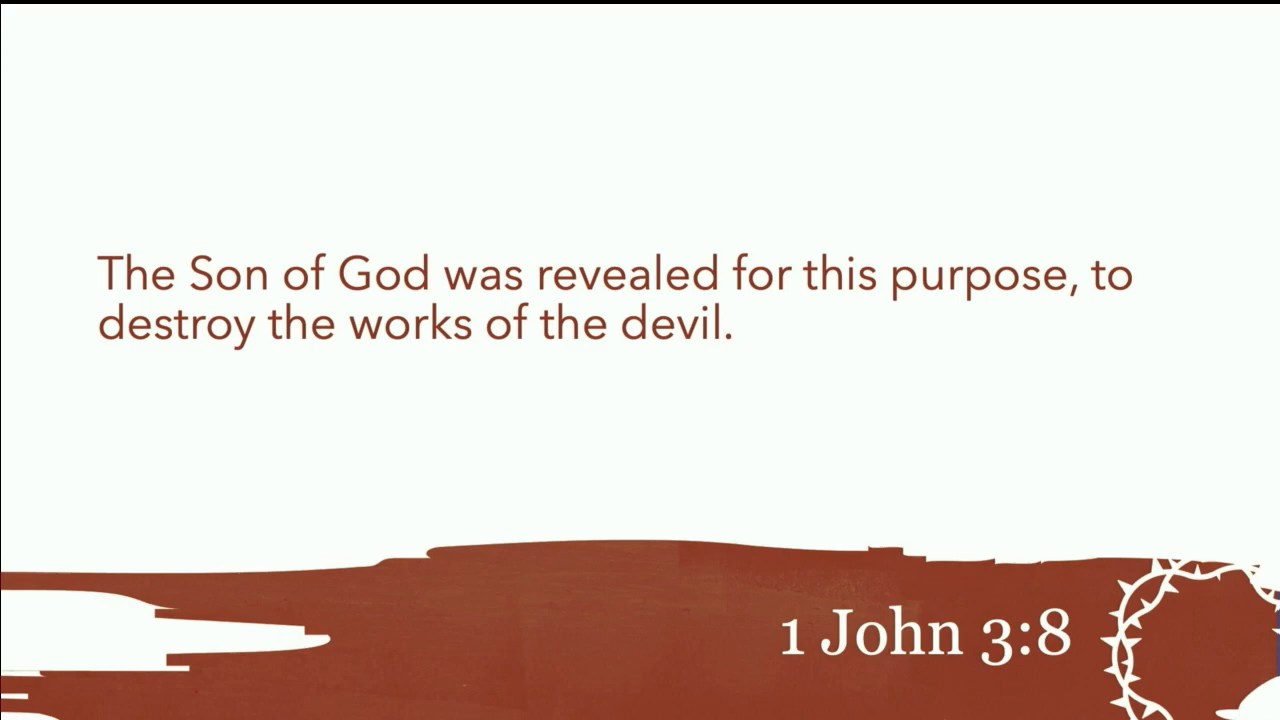 The Son of God was revealed for this purpose, to
destroy the works of the devil.
1 John 3:8